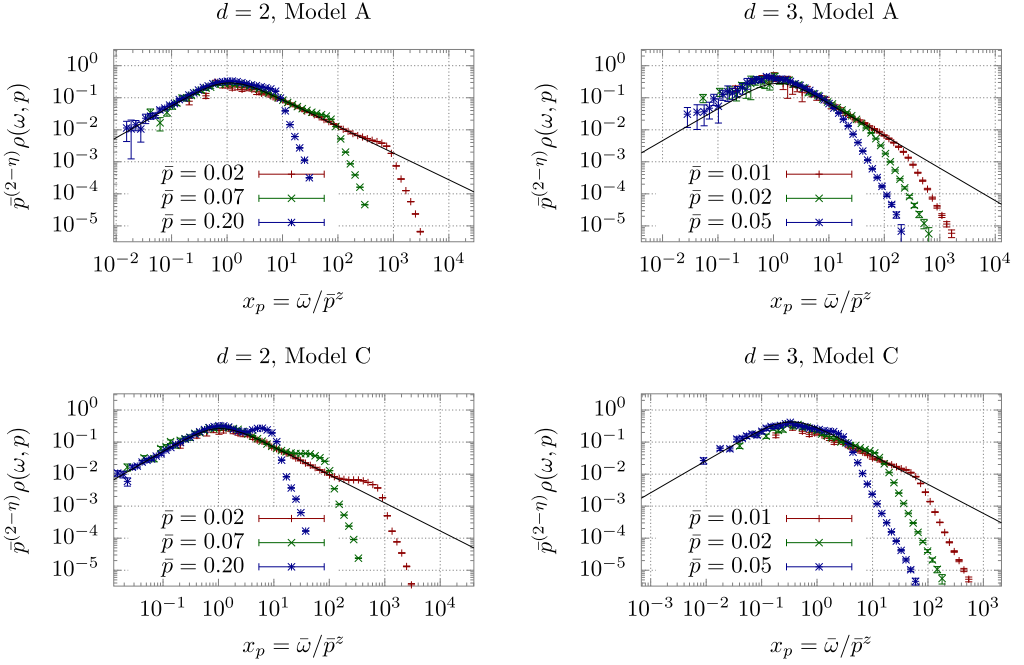 d = 2, Model A
p̄^(2−η) ρ(ω, p)
10^0
10^−1
10^−2
10^−3
10^−4
10^−5
p̄ = 0.02
p̄ = 0.07
p̄ = 0.20
10^−2 10^−1 10^0 10^1 10^2 10^3 10^4
x_p = ω̄/p̄^z
d = 3, Model A
p̄^(2−η) ρ(ω, p)
10^0
10^−1
10^−2
10^−3
10^−4
10^−5
p̄ = 0.01
p̄ = 0.02
p̄ = 0.05
10^−2 10^−1 10^0 10^1 10^2 10^3 10^4
x_p = ω̄/p̄^z
d = 2, Model C
p̄^(2−η) ρ(ω, p)
10^0
10^−1
10^−2
10^−3
10^−4
10^−5
p̄ = 0.02
p̄ = 0.07
p̄ = 0.20
10^−1 10^0 10^1 10^2 10^3 10^4
x_p = ω̄/p̄^z
d = 3, Model C
p̄^(2−η) ρ(ω, p)
10^0
10^−1
10^−2
10^−3
10^−4
10^−5
p̄ = 0.01
p̄ = 0.02
p̄ = 0.05
10^−3 10^−2 10^−1 10^0 10^1 10^2 10^3
x_p = ω̄/p̄^z